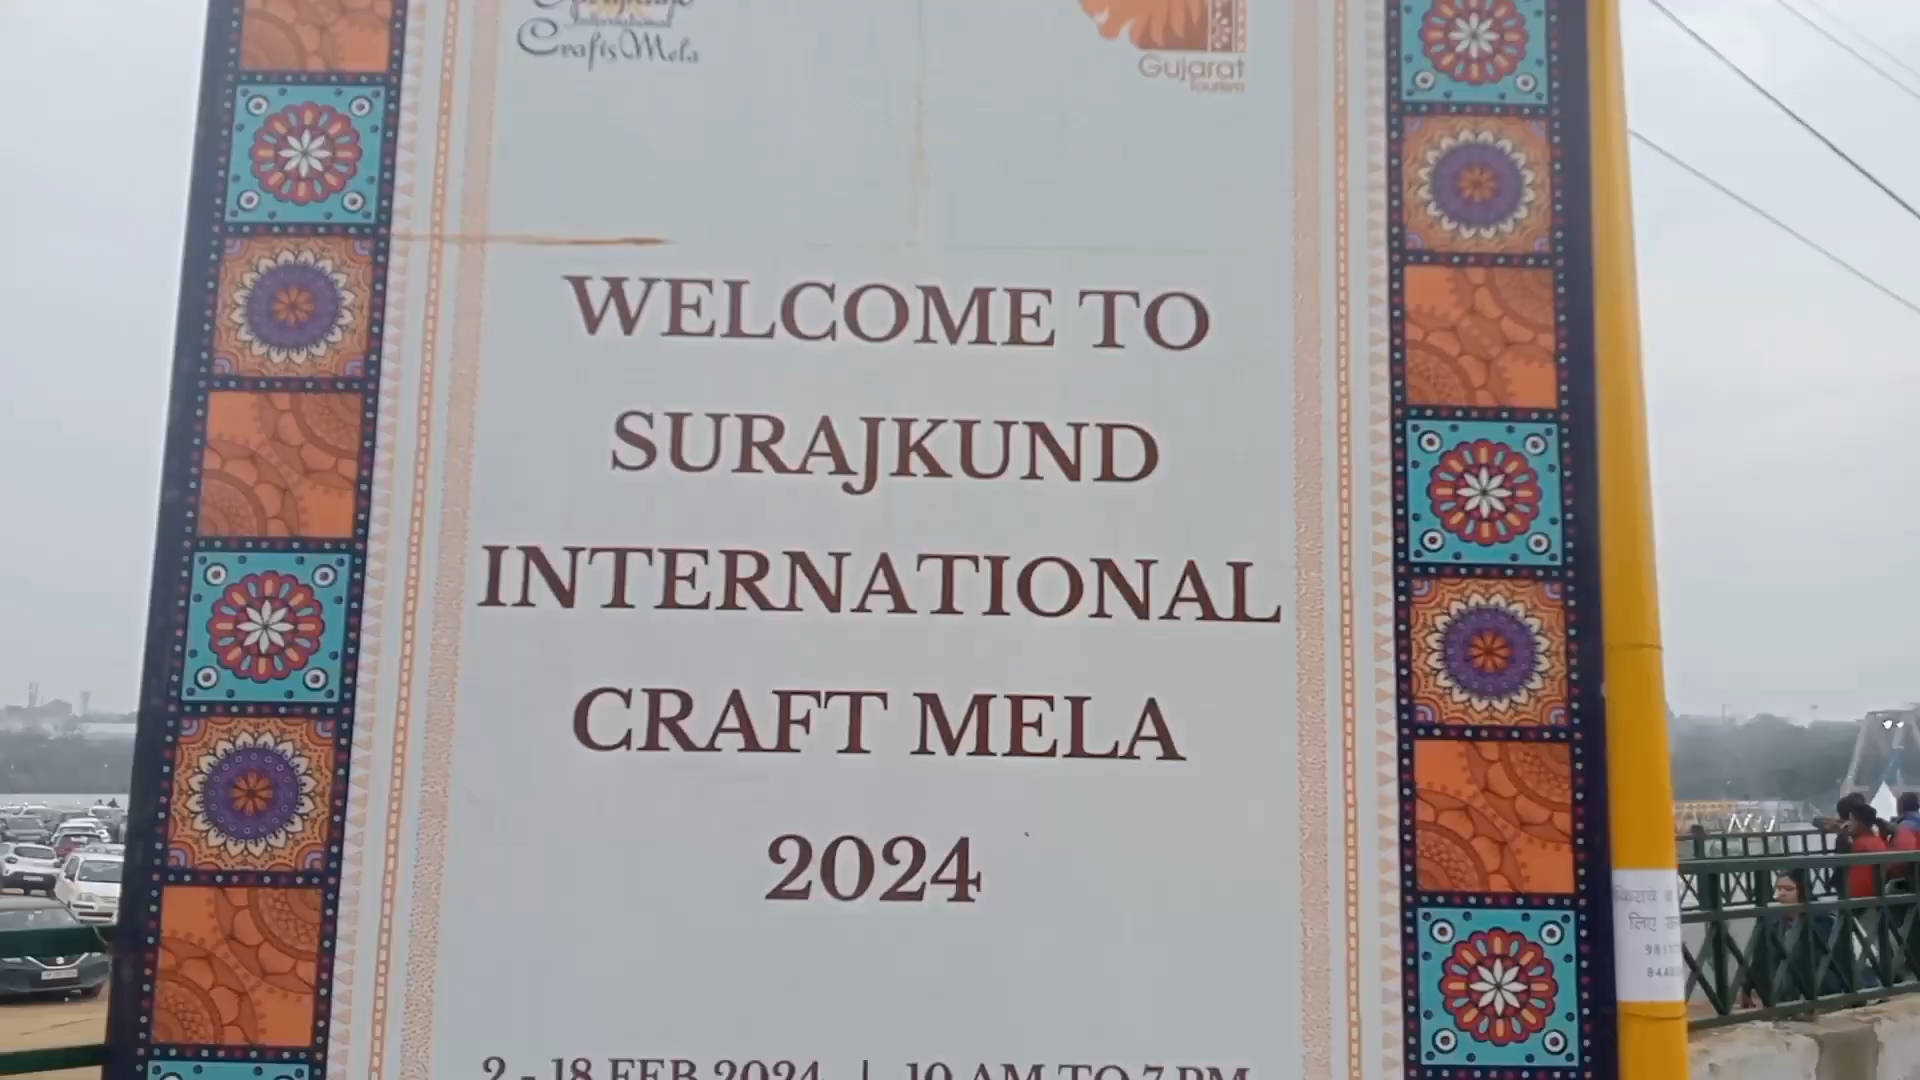 International
Crafts Mela
Gujarat
Tourism
WELCOME TO
SURAJKUND
INTERNATIONAL
CRAFT MELA
2024
2 - 18 FEB 2024 | 10 AM TO 7 PM
लिए